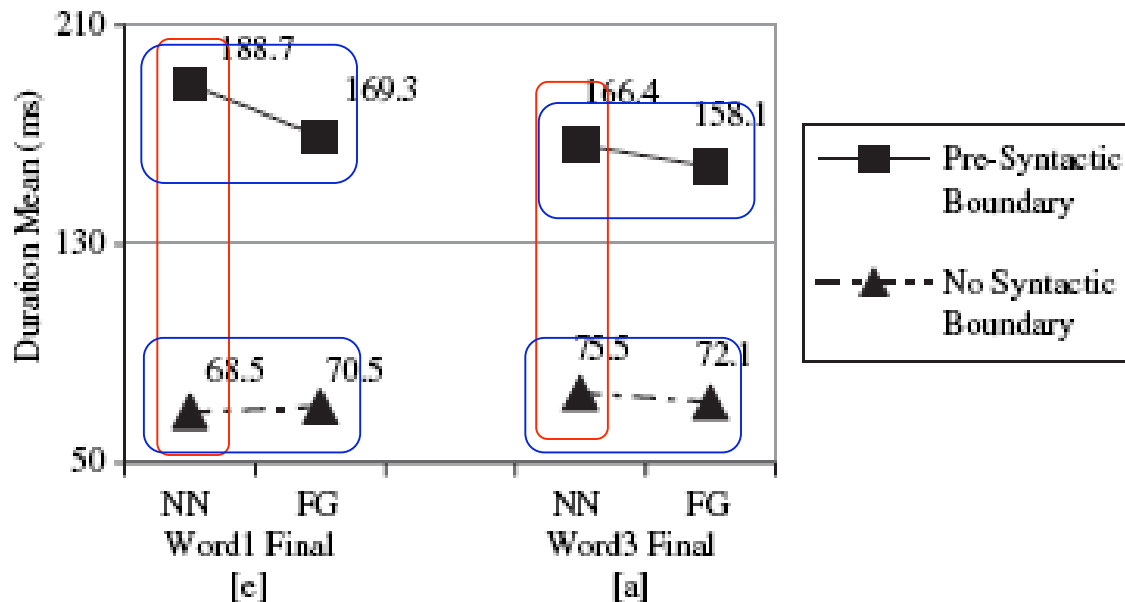 210
188.7
169.3
166.4
158.1
Duration Mean (ms)
130
75.5
72.1
68.5
70.5
50
NN
FG
NN
FG
Word1 Final
Word3 Final
[e]
[a]
Pre-Syntactic
Boundary
No Syntactic
Boundary